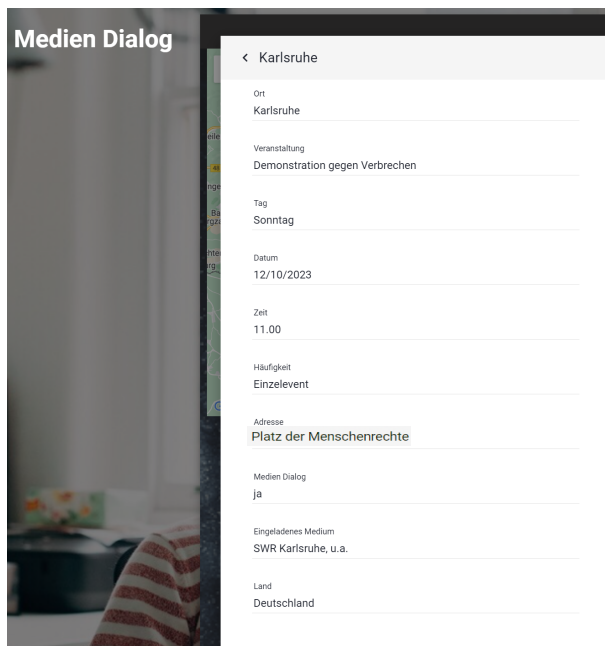 Medien Dialog
Karlsruhe
Ort
Karlsruhe
Veranstaltung
Demonstration gegen Verbrechen
Tag
Sonntag
Datum
12/10/2023
Zeit
11.00
Häufigkeit
Einzelevent
Adresse
Platz der Menschenrechte
Medien Dialog
ja
Eingeladenes Medium
SWR Karlsruhe, u.a.
Land
Deutschland